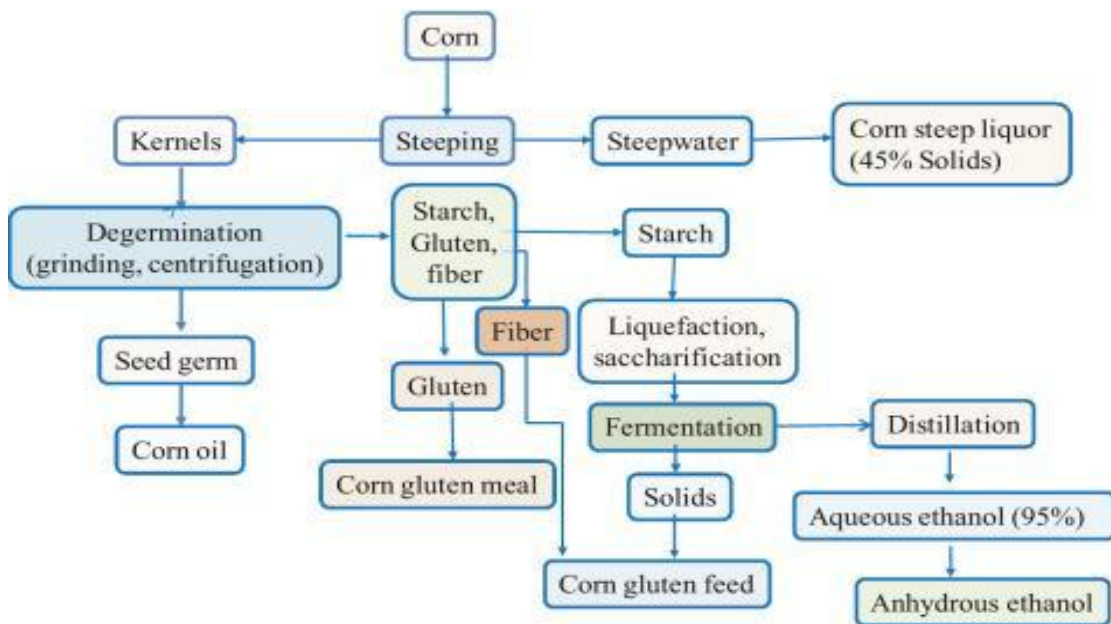 Corn
Kernels
Steeping
Steepwater
Corn steep liquor
(45% Solids)
Degermination
(grinding, centrifugation)
Starch,
Gluten,
fiber
Starch
Fiber
Liquefaction,
saccharification
Seed germ
Gluten
Fermentation
Distillation
Corn oil
Corn gluten meal
Solids
Aqueous ethanol (95%)
Corn gluten feed
Anhydrous ethanol